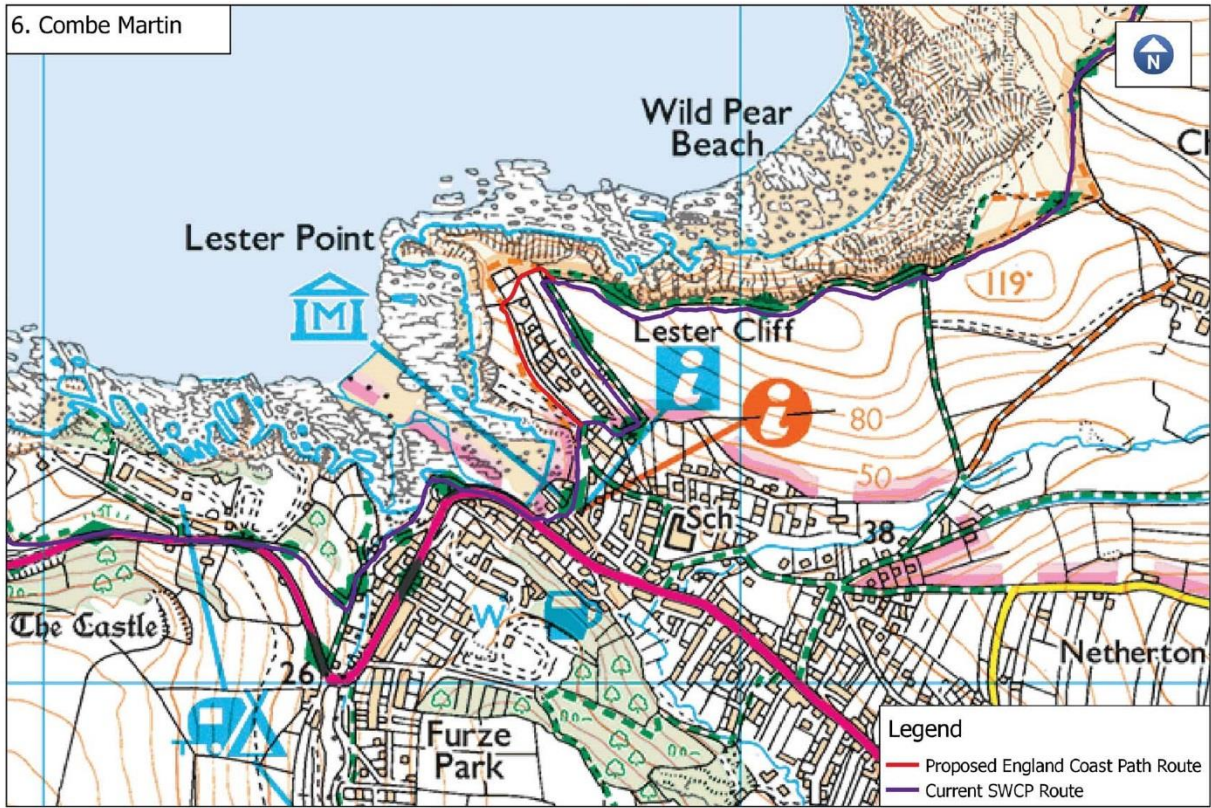 6. Combe Martin
N
Wild Pear
Beach
Lester Point
M
119
Lester Cliff
i
i
80
50
Sch
38
The Castle
W
26
Netherton
Furze
Park
Legend
Proposed England Coast Path Route
Current SWCP Route